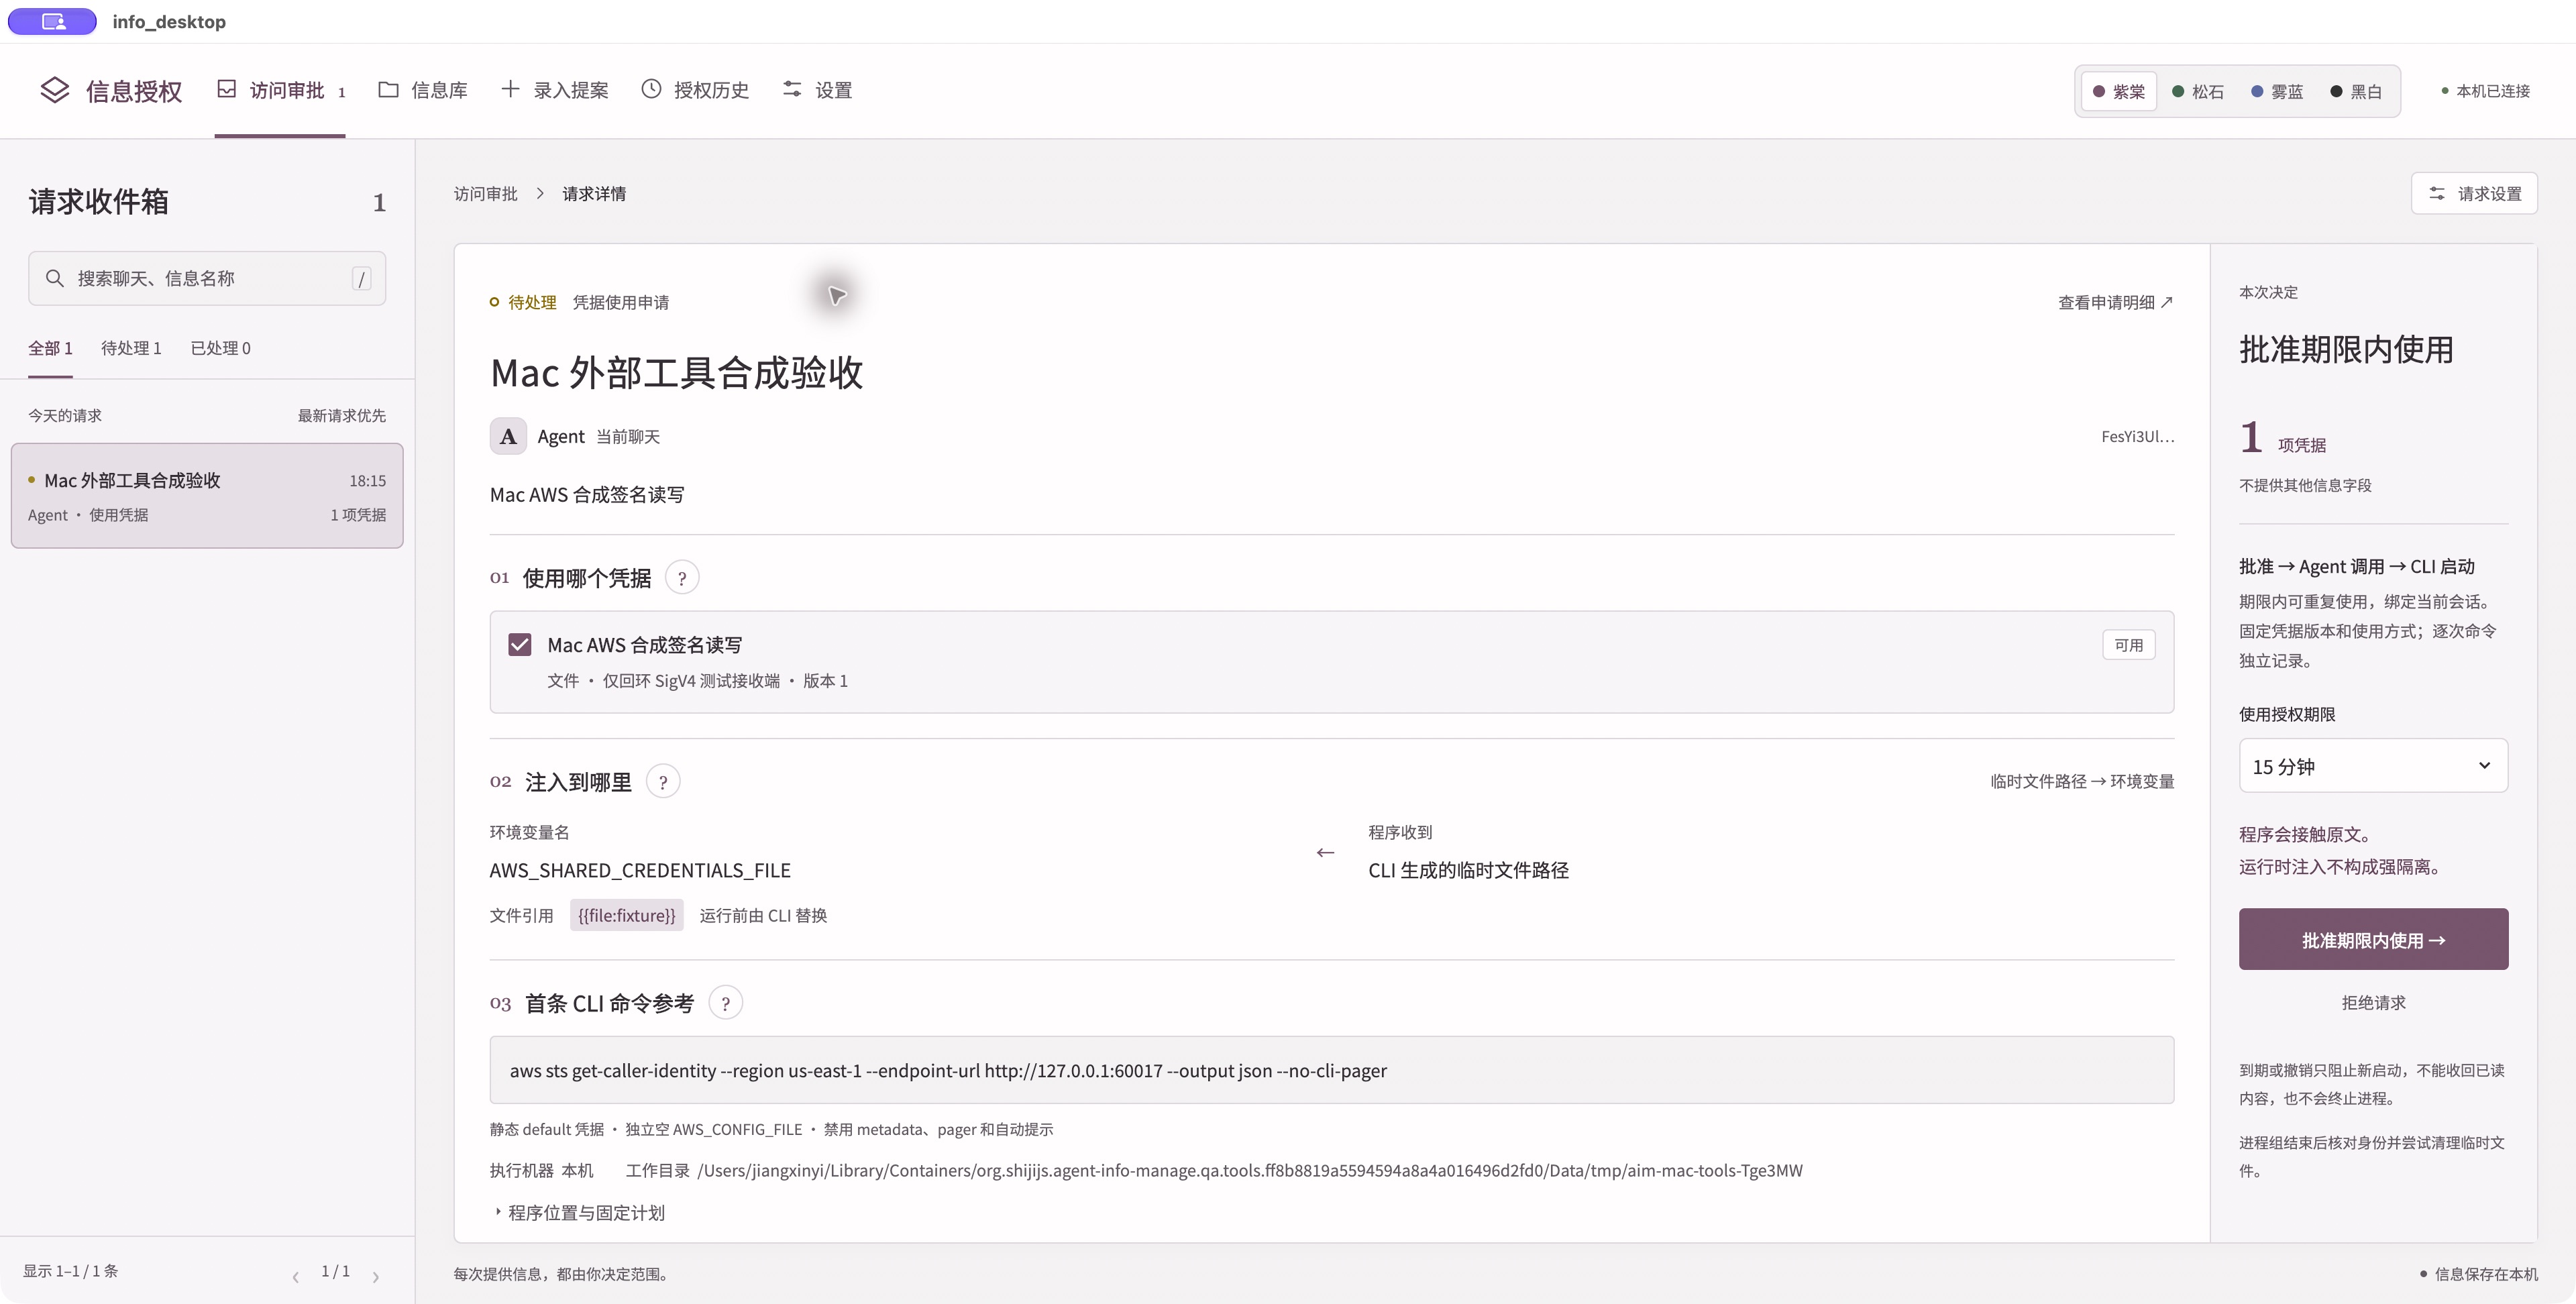 info_desktop
信息授权
访问审批 1
信息库
录入提案
授权历史
设置
紫棠
松石
雾蓝
黑白
本机已连接
请求收件箱 1
搜索聊天、信息名称 /
全部 1 待处理 1 已处理 0
今天的请求 最新请求优先
Mac 外部工具合成验收 18:15
Agent · 使用凭据 1 项凭据
显示 1–1 / 1 条 ‹ 1 / 1 ›
访问审批 > 请求详情
请求设置
待处理 凭据使用申请 查看申请明细 ↗
Mac 外部工具合成验收
A Agent 当前聊天 FesYi3Ul…
Mac AWS 合成签名读写
01 使用哪个凭据 ?
Mac AWS 合成签名读写 可用
文件 · 仅回环 SigV4 测试接收端 · 版本 1
02 注入到哪里 ? 临时文件路径 → 环境变量
环境变量名 ← 程序收到
AWS_SHARED_CREDENTIALS_FILE CLI 生成的临时文件路径
文件引用 {{file:fixture}} 运行前由 CLI 替换
03 首条 CLI 命令参考 ?
aws sts get-caller-identity --region us-east-1 --endpoint-url http://127.0.0.1:60017 --output json --no-cli-pager
静态 default 凭据 · 独立空 AWS_CONFIG_FILE · 禁用 metadata、pager 和自动提示
执行机器 本机 工作目录 /Users/jiangxinyi/Library/Containers/org.shijijs.agent-info-manage.qa.tools.ff8b8819a5594594a8a4a016496d2fd0/Data/tmp/aim-mac-tools-Tge3MW
程序位置与固定计划
本次决定
批准期限内使用
1 项凭据
不提供其他信息字段
批准 → Agent 调用 → CLI 启动
期限内可重复使用，绑定当前会话。
固定凭据版本和使用方式；逐次命令
独立记录。
使用授权期限
15 分钟
程序会接触原文。
运行时注入不构成强隔离。
批准期限内使用 →
拒绝请求
到期或撤销只阻止新启动，不能收回已读
内容，也不会终止进程。
进程组结束后核对身份并尝试清理临时文
件。
每次提供信息，都由你决定范围。
信息保存在本机